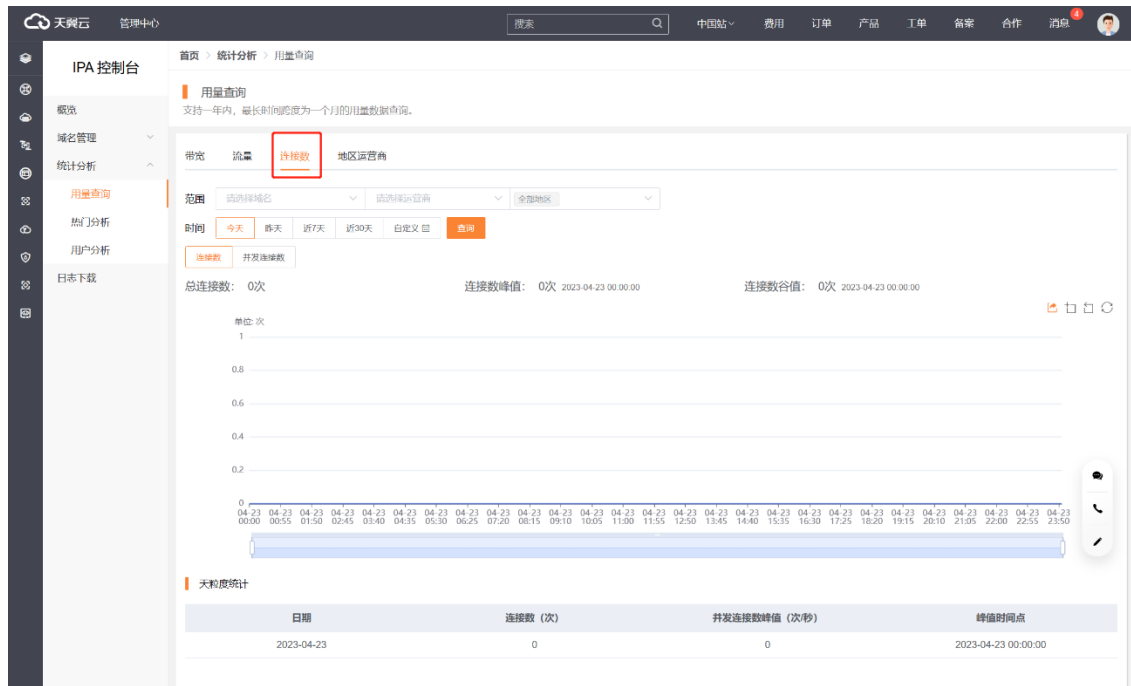 天翼云 管理中心 搜索 中国站 费用 订单 产品 工单 备案 合作 消息 4
IPA 控制台
概览
域名管理
统计分析
用量查询
热门分析
用户分析
日志下载
首页 > 统计分析 > 用量查询
用量查询
支持一年内，最长时间跨度为一个月的用量数据查询。
带宽 流量 连接数 地区运营商
范围 请选择域名 请选择运营商 全部地区
时间 今天 昨天 近7天 近30天 自定义 查询
连接数 并发连接数
总连接数： 0次 连接数峰值： 0次 2023-04-23 00:00:00 连接数谷值： 0次 2023-04-23 00:00:00
单位: 次
1
0.8
0.6
0.4
0.2
0
04-23 04-23 04-23 04-23 04-23 04-23 04-23 04-23 04-23 04-23 04-23 04-23 04-23 04-23 04-23 04-23 04-23 04-23 04-23 04-23 04-23 04-23 04-23 04-23 04-23 04-23 04-23
00:00 00:55 01:50 02:45 03:40 04:35 05:30 06:25 07:20 08:15 09:10 10:05 11:00 11:55 12:50 13:45 14:40 15:35 16:30 17:25 18:20 19:15 20:10 21:05 22:00 22:55 23:50
天粒度统计
日期 连接数（次） 并发连接数峰值（次/秒） 峰值时间点
2023-04-23 0 0 2023-04-23 00:00:00